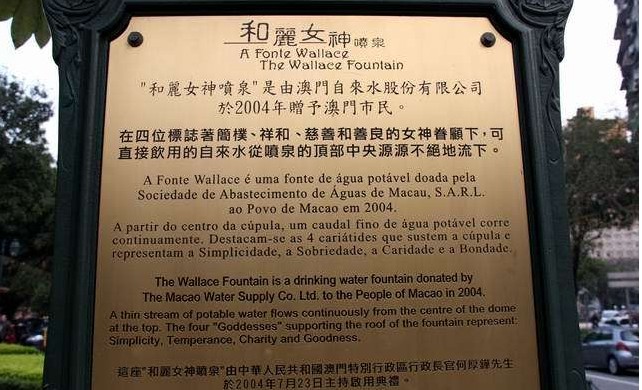 和麗女神噴泉
A Fonte Wallace
The Wallace Fountain
"和麗女神噴泉"是由澳門自來水股份有限公司
於2004年贈予澳門市民。
在四位標誌著簡樸、祥和、慈善和善良的女神眷顧下，可
直接飲用的自來水從噴泉的頂部中央源源不絕地流下。
A Fonte Wallace é uma fonte de água potável doada pela
Sociedade de Abastecimento de Águas de Macau, S.A.R.L.
ao Povo de Macao em 2004.
A partir do centro da cúpula, um caudal fino de água potável corre
continuamente. Destacam-se as 4 cariátides que sustem a cúpula e
representam a Simplicidade, a Sobriedade, a Caridade e a Bondade.
The Wallace Fountain is a drinking water fountain donated by
The Macao Water Supply Co. Ltd. to the People of Macao in 2004.
A thin stream of potable water flows continuously from the centre of the dome
at the top. The four "Goddesses" supporting the roof of the fountain represent:
Simplicity, Temperance, Charity and Goodness.
這座"和麗女神噴泉"由中華人民共和國澳門特別行政區行政長官何厚鏵先生
於2004年7月23日主持啟用典禮。